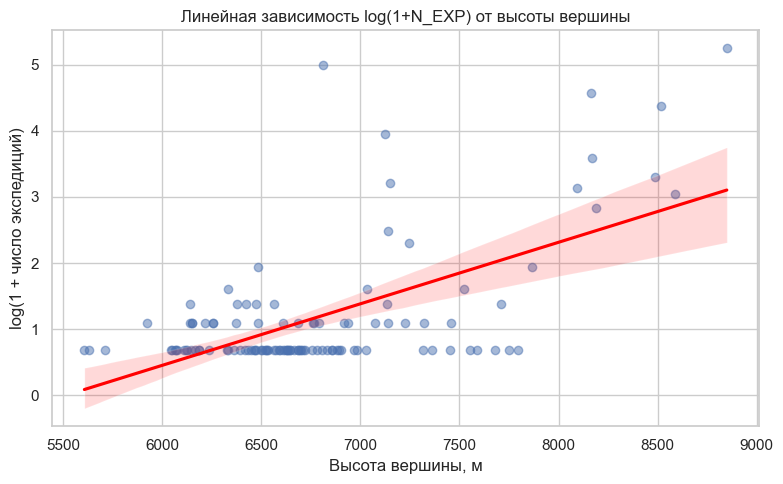 Линейная зависимость log(1+N_EXP) от высоты вершины
log(1 + число экспедиций)
5
4
3
2
1
0
5500 6000 6500 7000 7500 8000 8500 9000
Высота вершины, м